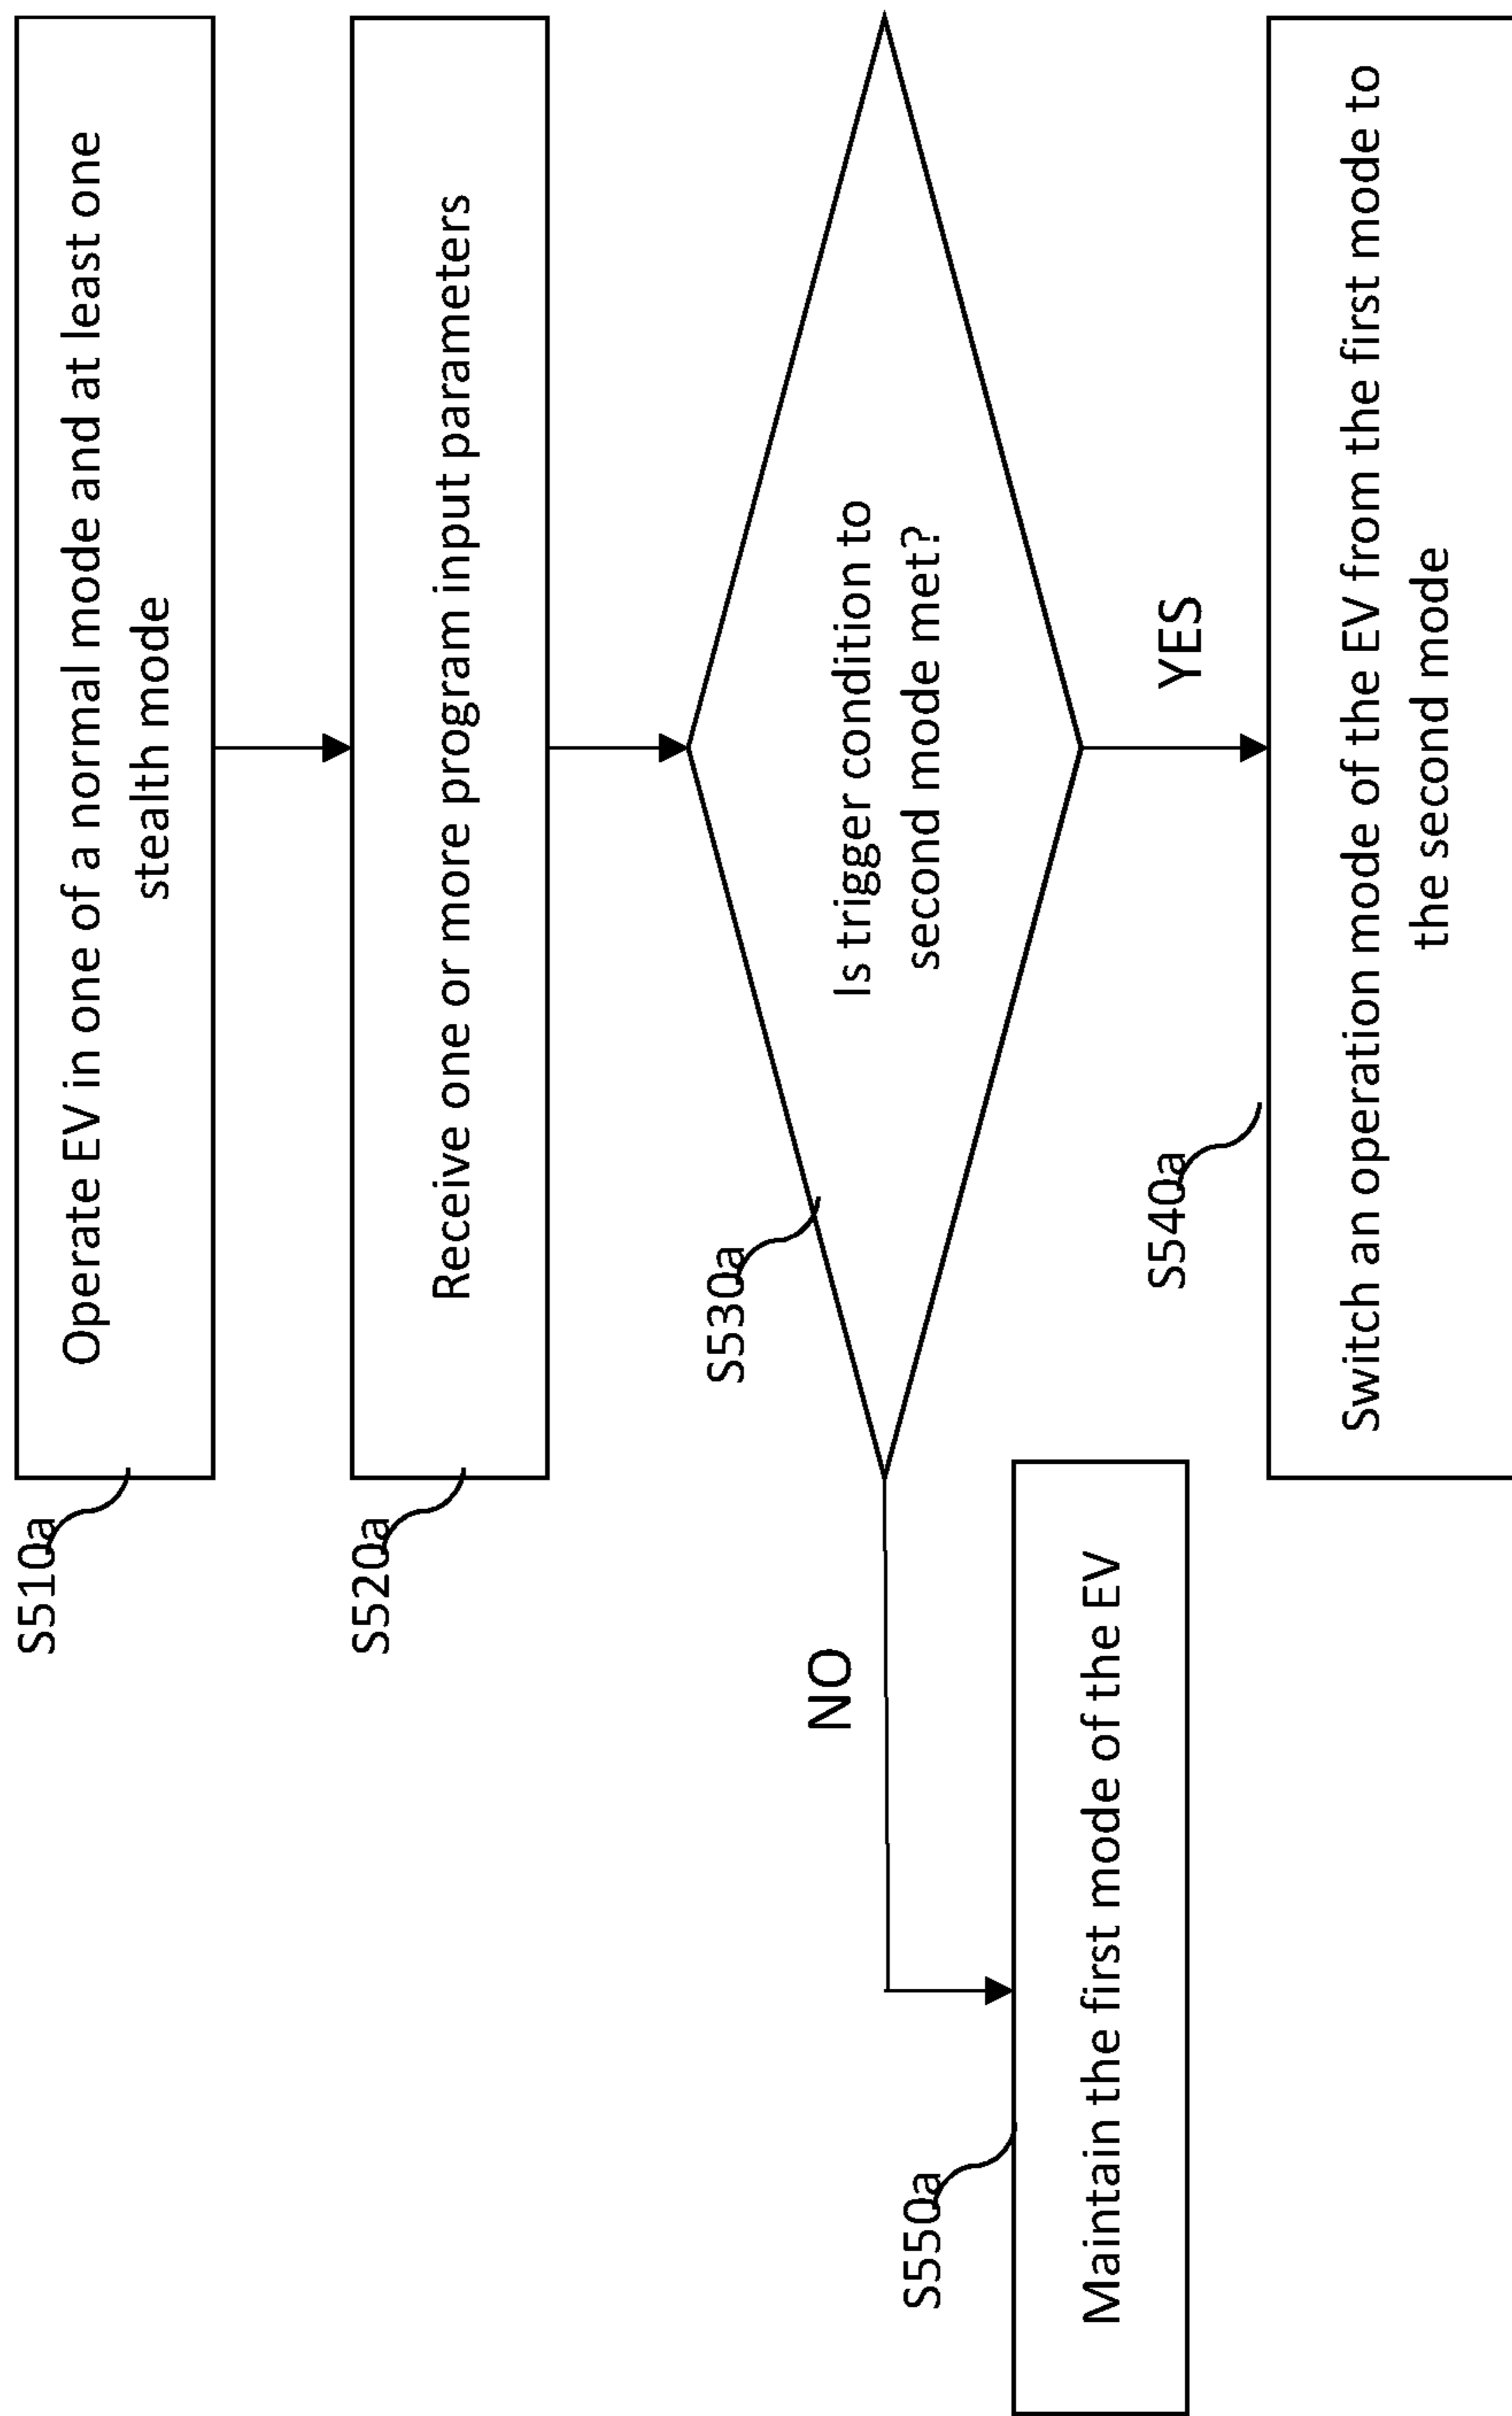 S510a
Operate EV in one of a normal mode and at least one
stealth mode
S520a
Receive one or more program input parameters
S530a
Is trigger condition to
second mode met?
NO
YES
S550a
Maintain the first mode of the EV
S540a
Switch an operation mode of the EV from the first mode to
the second mode